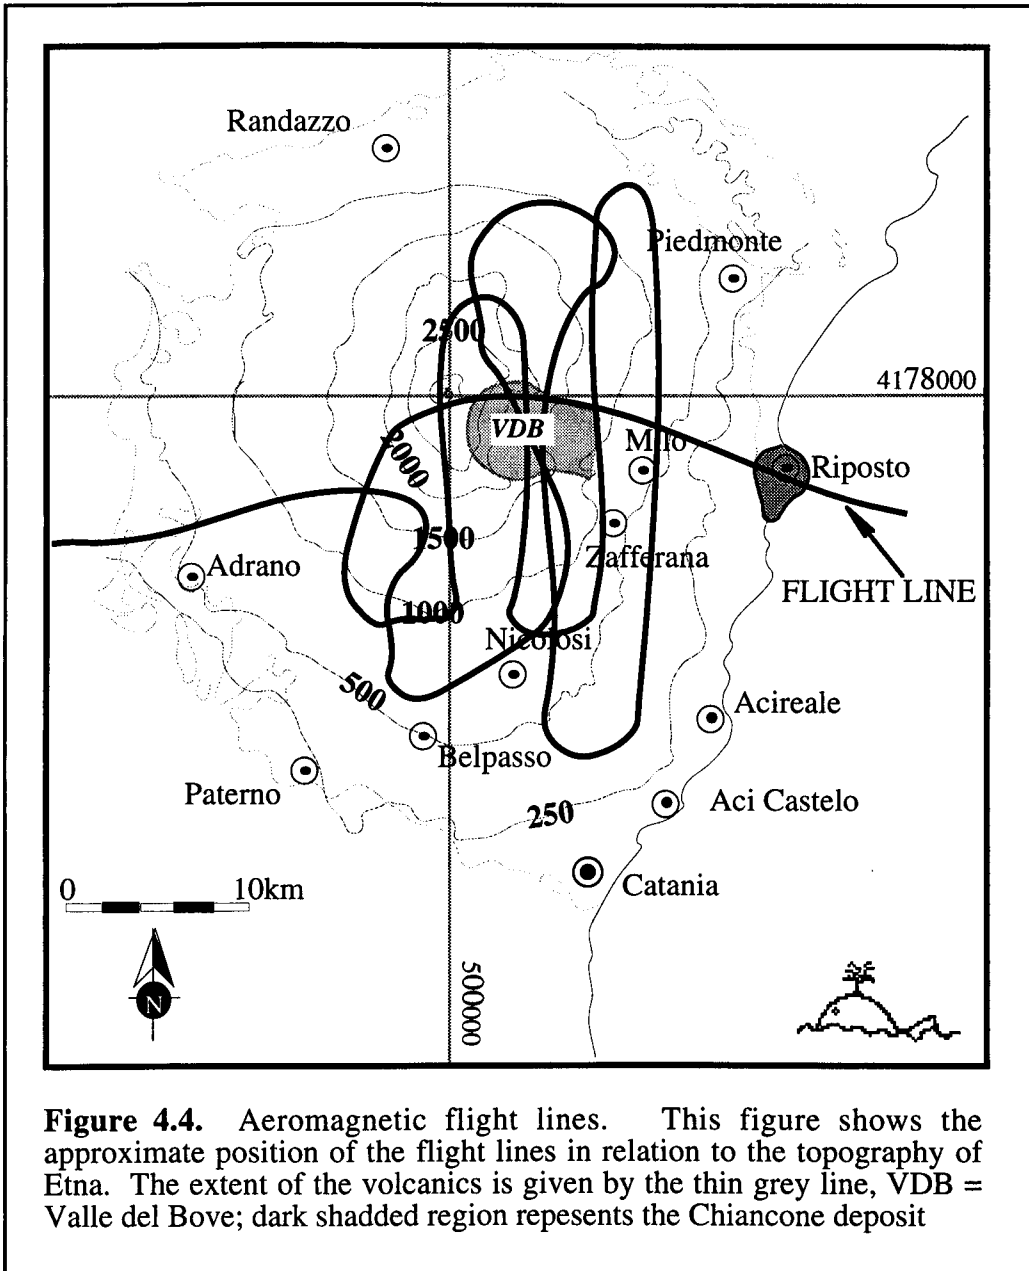 Randazzo
Piedmonte
2500
4178000
VDB
Milo
2000
Riposto
1500
Zafferana
Adrano
FLIGHT LINE
1000
Nicolosi
500
Acireale
Belpasso
Paterno
250
Aci Castelo
0 10km
Catania
500000
N
Figure 4.4. Aeromagnetic flight lines. This figure shows the
approximate position of the flight lines in relation to the topography of
Etna. The extent of the volcanics is given by the thin grey line, VDB =
Valle del Bove; dark shadded region repesents the Chiancone deposit